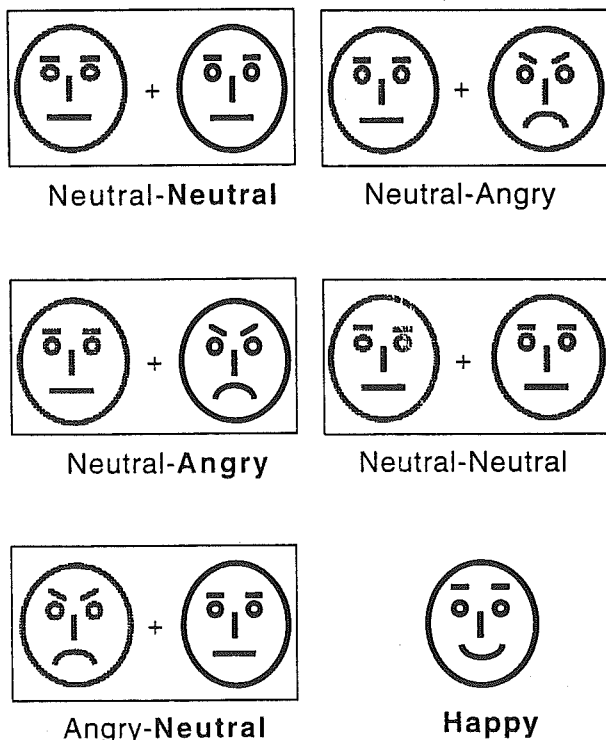 + +
Neutral-Neutral Neutral-Angry
+ +
Neutral-Angry Neutral-Neutral
+
Angry-Neutral Happy